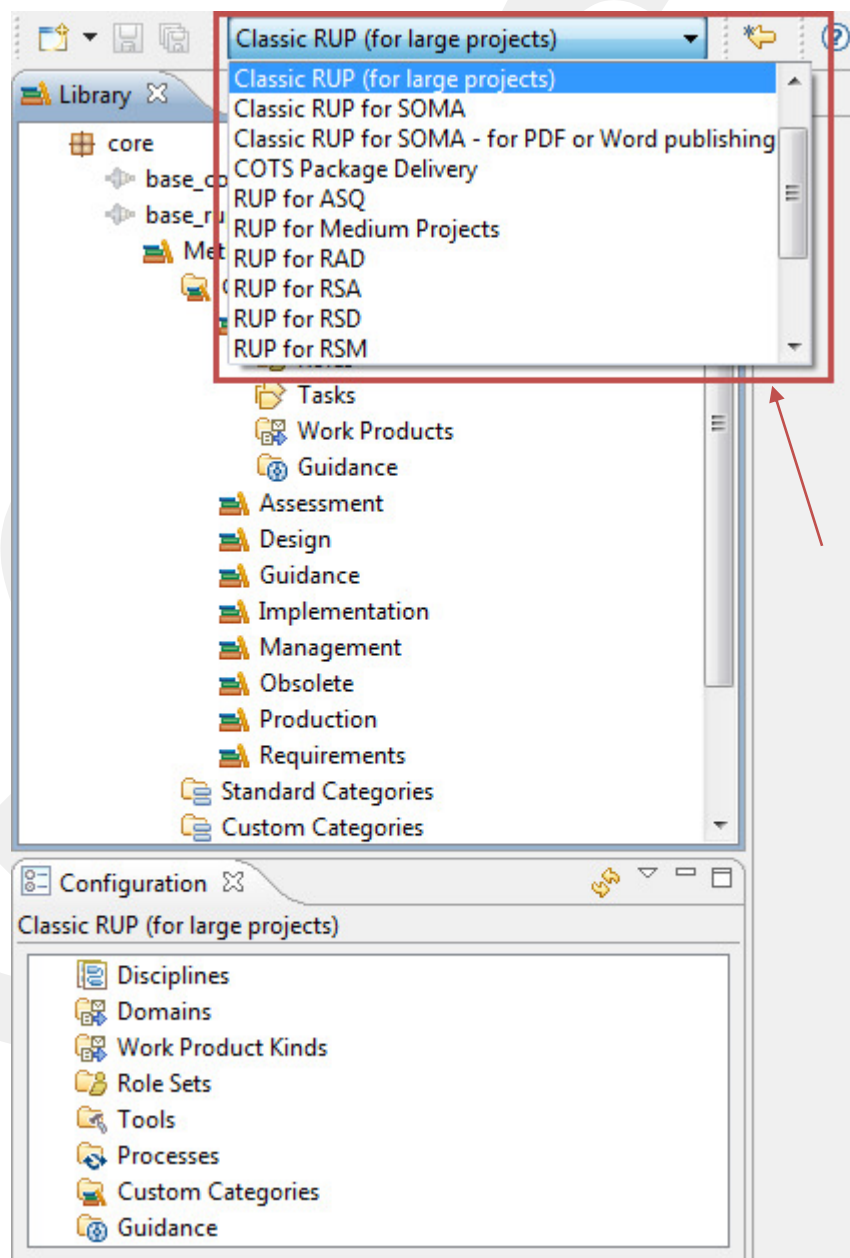 Classic RUP (for large projects)
Library
Classic RUP (for large projects)
Classic RUP for SOMA
Classic RUP for SOMA - for PDF or Word publishing
COTS Package Delivery
RUP for ASQ
RUP for Medium Projects
RUP for RAD
RUP for RSA
RUP for RSD
RUP for RSM
core
Tasks
Work Products
Guidance
Assessment
Design
Guidance
Implementation
Management
Obsolete
Production
Requirements
Standard Categories
Custom Categories
Configuration
Classic RUP (for large projects)
Disciplines
Domains
Work Product Kinds
Role Sets
Tools
Processes
Custom Categories
Guidance